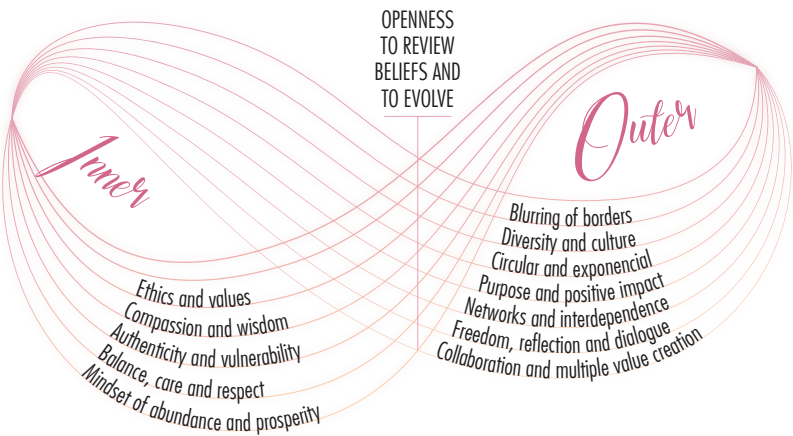 OPENNESS
TO REVIEW
BELIEFS AND
TO EVOLVE
Inner
Ethics and values
Compassion and wisdom
Authenticity and vulnerability
Balance, care and respect
Mindset of abundance and prosperity
Outer
Blurring of borders
Diversity and culture
Circular and exponencial
Purpose and positive impact
Networks and interdependence
Freedom, reflection and dialogue
Collaboration and multiple value creation